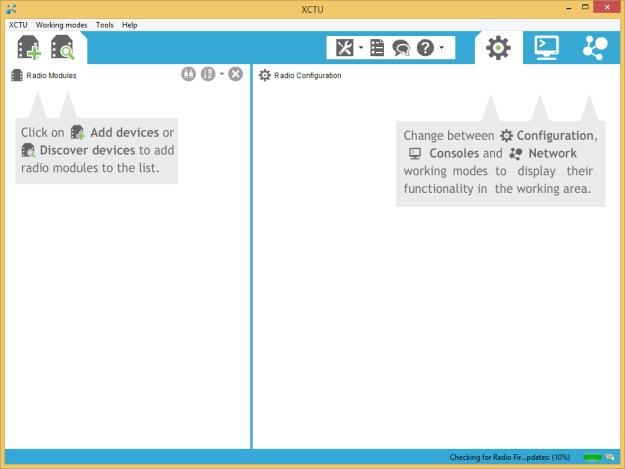 XCTU
XCTU Working modes Tools Help
Radio Modules
Radio Configuration
Click on Add devices or
Discover devices to add
radio modules to the list.
Change between Configuration,
Consoles and Network
working modes to display their
functionality in the working area.
Checking for Radio Fir...pdates: (10%)